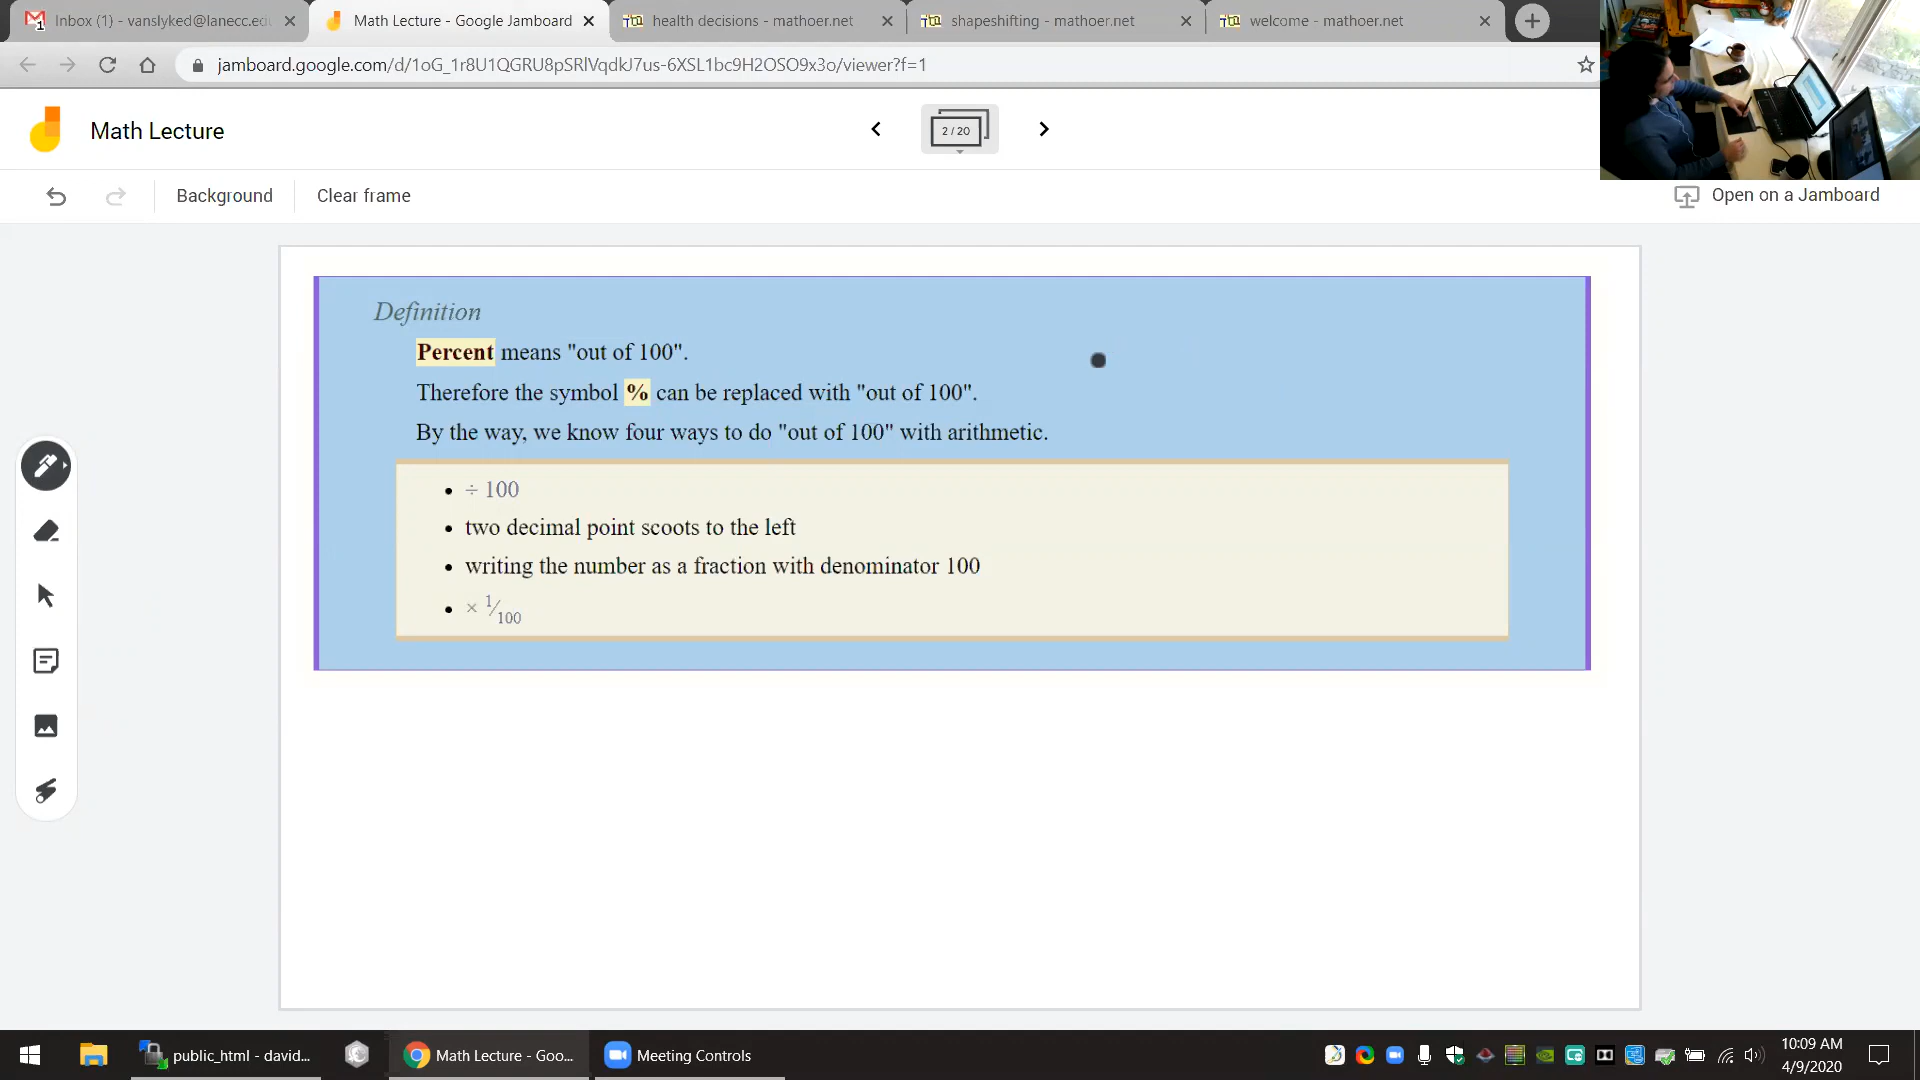 Inbox (1) - vanslyked@lanecc.edu
Math Lecture - Google Jamboard
health decisions - mathoer.net
shapeshifting - mathoer.net
welcome - mathoer.net
jamboard.google.com/d/1oG_1r8U1QGRU8pSRlVqdkJ7us-6XSL1bc9H2OSO9x3o/viewer?f=1
Math Lecture
2 / 20
Background
Clear frame
Open on a Jamboard
Definition
Percent means "out of 100".
Therefore the symbol % can be replaced with "out of 100".
By the way, we know four ways to do "out of 100" with arithmetic.
• ÷ 100
• two decimal point scoots to the left
• writing the number as a fraction with denominator 100
• × 1/100
public_html - david...
Math Lecture - Goo...
Meeting Controls
10:09 AM
4/9/2020